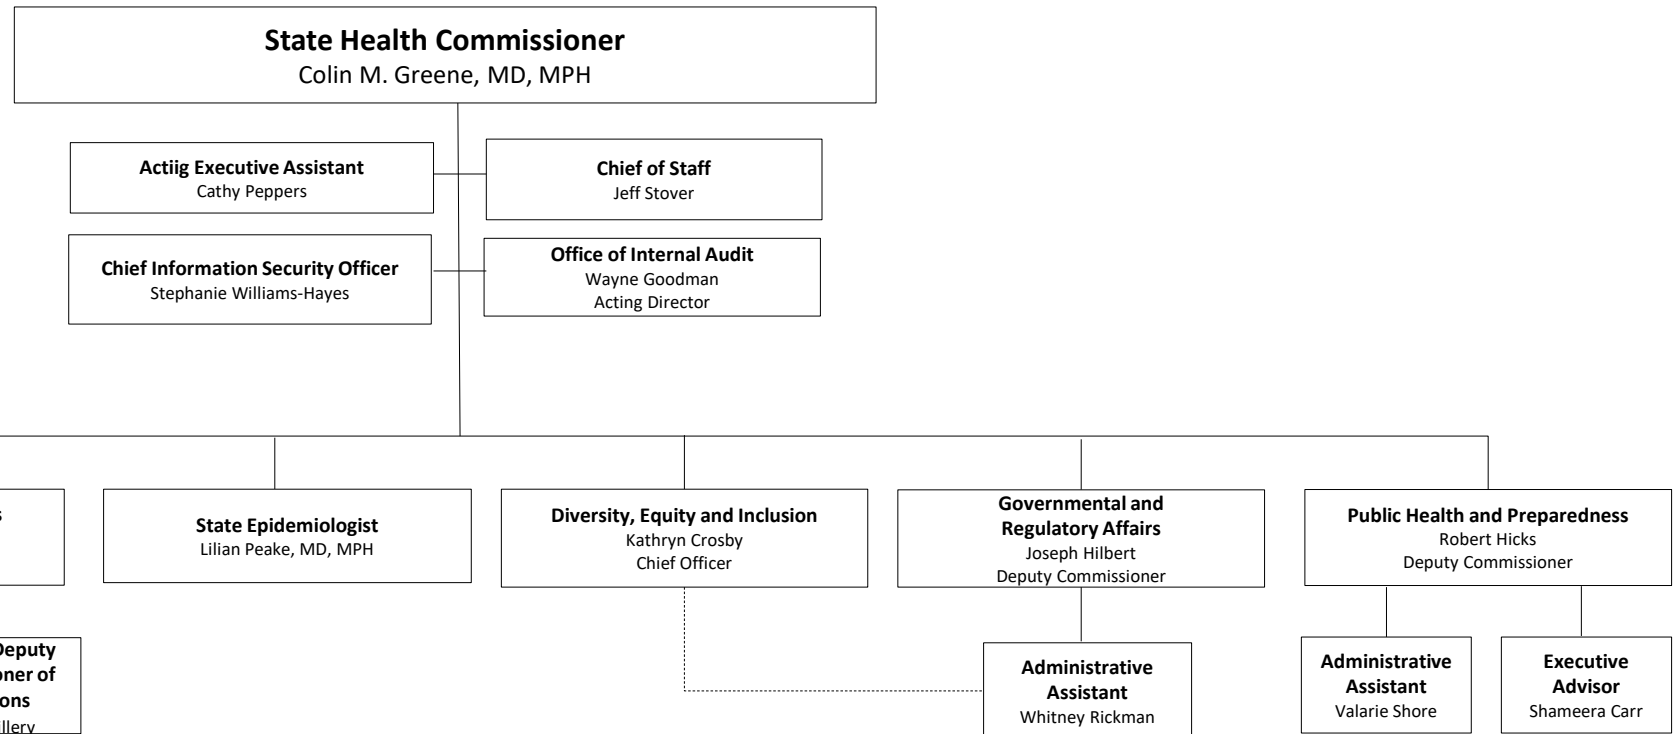 State Health Commissioner
Colin M. Greene, MD, MPH
Actiig Executive Assistant
Cathy Peppers
Chief of Staff
Jeff Stover
Chief Information Security Officer
Stephanie Williams-Hayes
Office of Internal Audit
Wayne Goodman
Acting Director
State Epidemiologist
Lilian Peake, MD, MPH
Diversity, Equity and Inclusion
Kathryn Crosby
Chief Officer
Governmental and
Regulatory Affairs
Joseph Hilbert
Deputy Commissioner
Public Health and Preparedness
Robert Hicks
Deputy Commissioner
Deputy
oner of
ons
illery
Administrative
Assistant
Whitney Rickman
Administrative
Assistant
Valarie Shore
Executive
Advisor
Shameera Carr